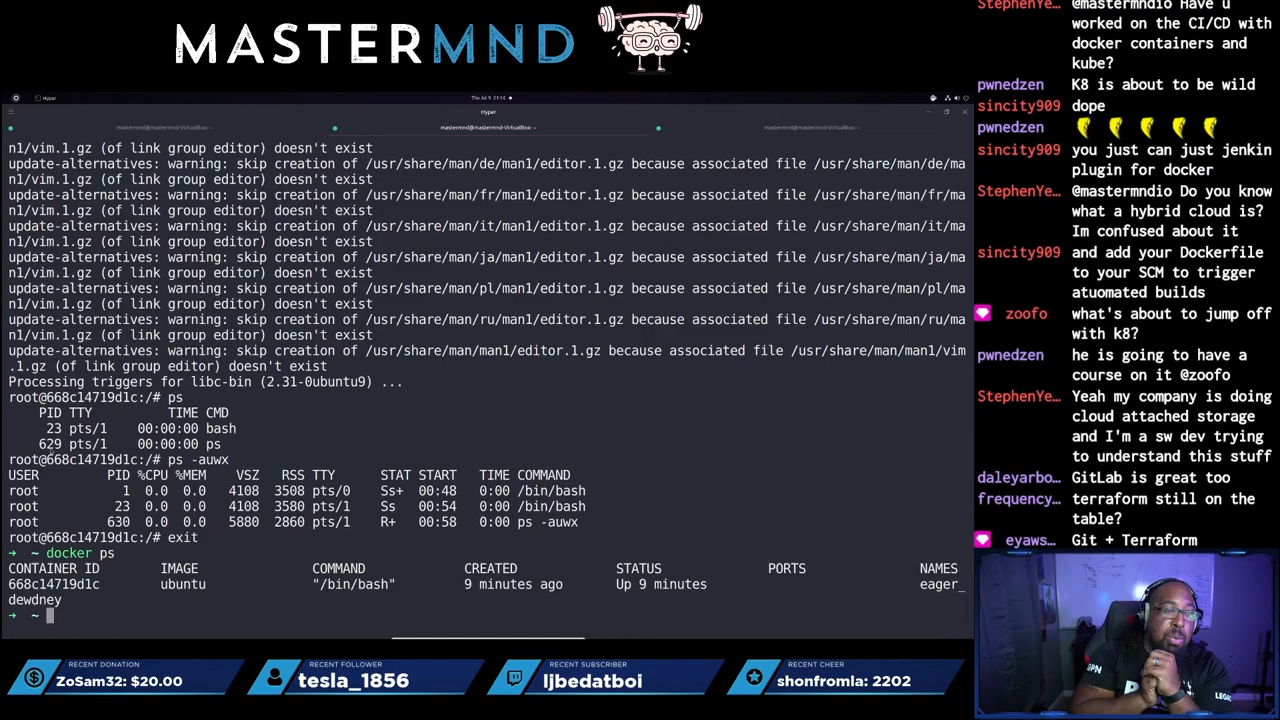 MASTERMND
Hyper
Thu Jul 9 21:14
Hyper
mastermnd@mastermnd-VirtualBox:~
mastermnd@mastermnd-VirtualBox:~
mastermnd@mastermnd-VirtualBox:~
n1/vim.1.gz (of link group editor) doesn't exist
update-alternatives: warning: skip creation of /usr/share/man/de/man1/editor.1.gz because associated file /usr/share/man/de/ma
n1/vim.1.gz (of link group editor) doesn't exist
update-alternatives: warning: skip creation of /usr/share/man/fr/man1/editor.1.gz because associated file /usr/share/man/fr/ma
n1/vim.1.gz (of link group editor) doesn't exist
update-alternatives: warning: skip creation of /usr/share/man/it/man1/editor.1.gz because associated file /usr/share/man/it/ma
n1/vim.1.gz (of link group editor) doesn't exist
update-alternatives: warning: skip creation of /usr/share/man/ja/man1/editor.1.gz because associated file /usr/share/man/ja/ma
n1/vim.1.gz (of link group editor) doesn't exist
update-alternatives: warning: skip creation of /usr/share/man/pl/man1/editor.1.gz because associated file /usr/share/man/pl/ma
n1/vim.1.gz (of link group editor) doesn't exist
update-alternatives: warning: skip creation of /usr/share/man/ru/man1/editor.1.gz because associated file /usr/share/man/ru/ma
n1/vim.1.gz (of link group editor) doesn't exist
update-alternatives: warning: skip creation of /usr/share/man/man1/editor.1.gz because associated file /usr/share/man/man1/vim
.1.gz (of link group editor) doesn't exist
Processing triggers for libc-bin (2.31-0ubuntu9) ...
root@668c14719d1c:/# ps
PID TTY TIME CMD
23 pts/1 00:00:00 bash
629 pts/1 00:00:00 ps
root@668c14719d1c:/# ps -auwx
USER PID %CPU %MEM VSZ RSS TTY STAT START TIME COMMAND
root 1 0.0 0.0 4108 3508 pts/0 Ss+ 00:48 0:00 /bin/bash
root 23 0.0 0.0 4108 3580 pts/1 Ss 00:54 0:00 /bin/bash
root 630 0.0 0.0 5880 2860 pts/1 R+ 00:58 0:00 ps -auwx
root@668c14719d1c:/# exit
→ ~ docker ps
CONTAINER ID IMAGE COMMAND CREATED STATUS PORTS NAMES
668c14719d1c ubuntu "/bin/bash" 9 minutes ago Up 9 minutes eager_
dewdney
→ ~
StephenYe… @mastermndio Have u
worked on the CI/CD with
docker containers and
kube?
pwnedzen K8 is about to be wild
sincity909 dope
pwnedzen
sincity909 you just can just jenkin
plugin for docker
StephenYe… @mastermndio Do you know
what a hybrid cloud is?
Im confused about it
sincity909 and add your Dockerfile
to your SCM to trigger
atuomated builds
zoofo what's about to jump off
with k8?
pwnedzen he is going to have a
course on it @zoofo
StephenYe… Yeah my company is doing
cloud attached storage
and I'm a sw dev trying
to understand this stuff
daleyarbo… GitLab is great too
frequency… terraform still on the
table?
eyaws… Git + Terraform
RECENT DONATION
ZoSam32: $20.00
RECENT FOLLOWER
tesla_1856
RECENT SUBSCRIBER
ljbedatboi
RECENT CHEER
shonfromla: 2202